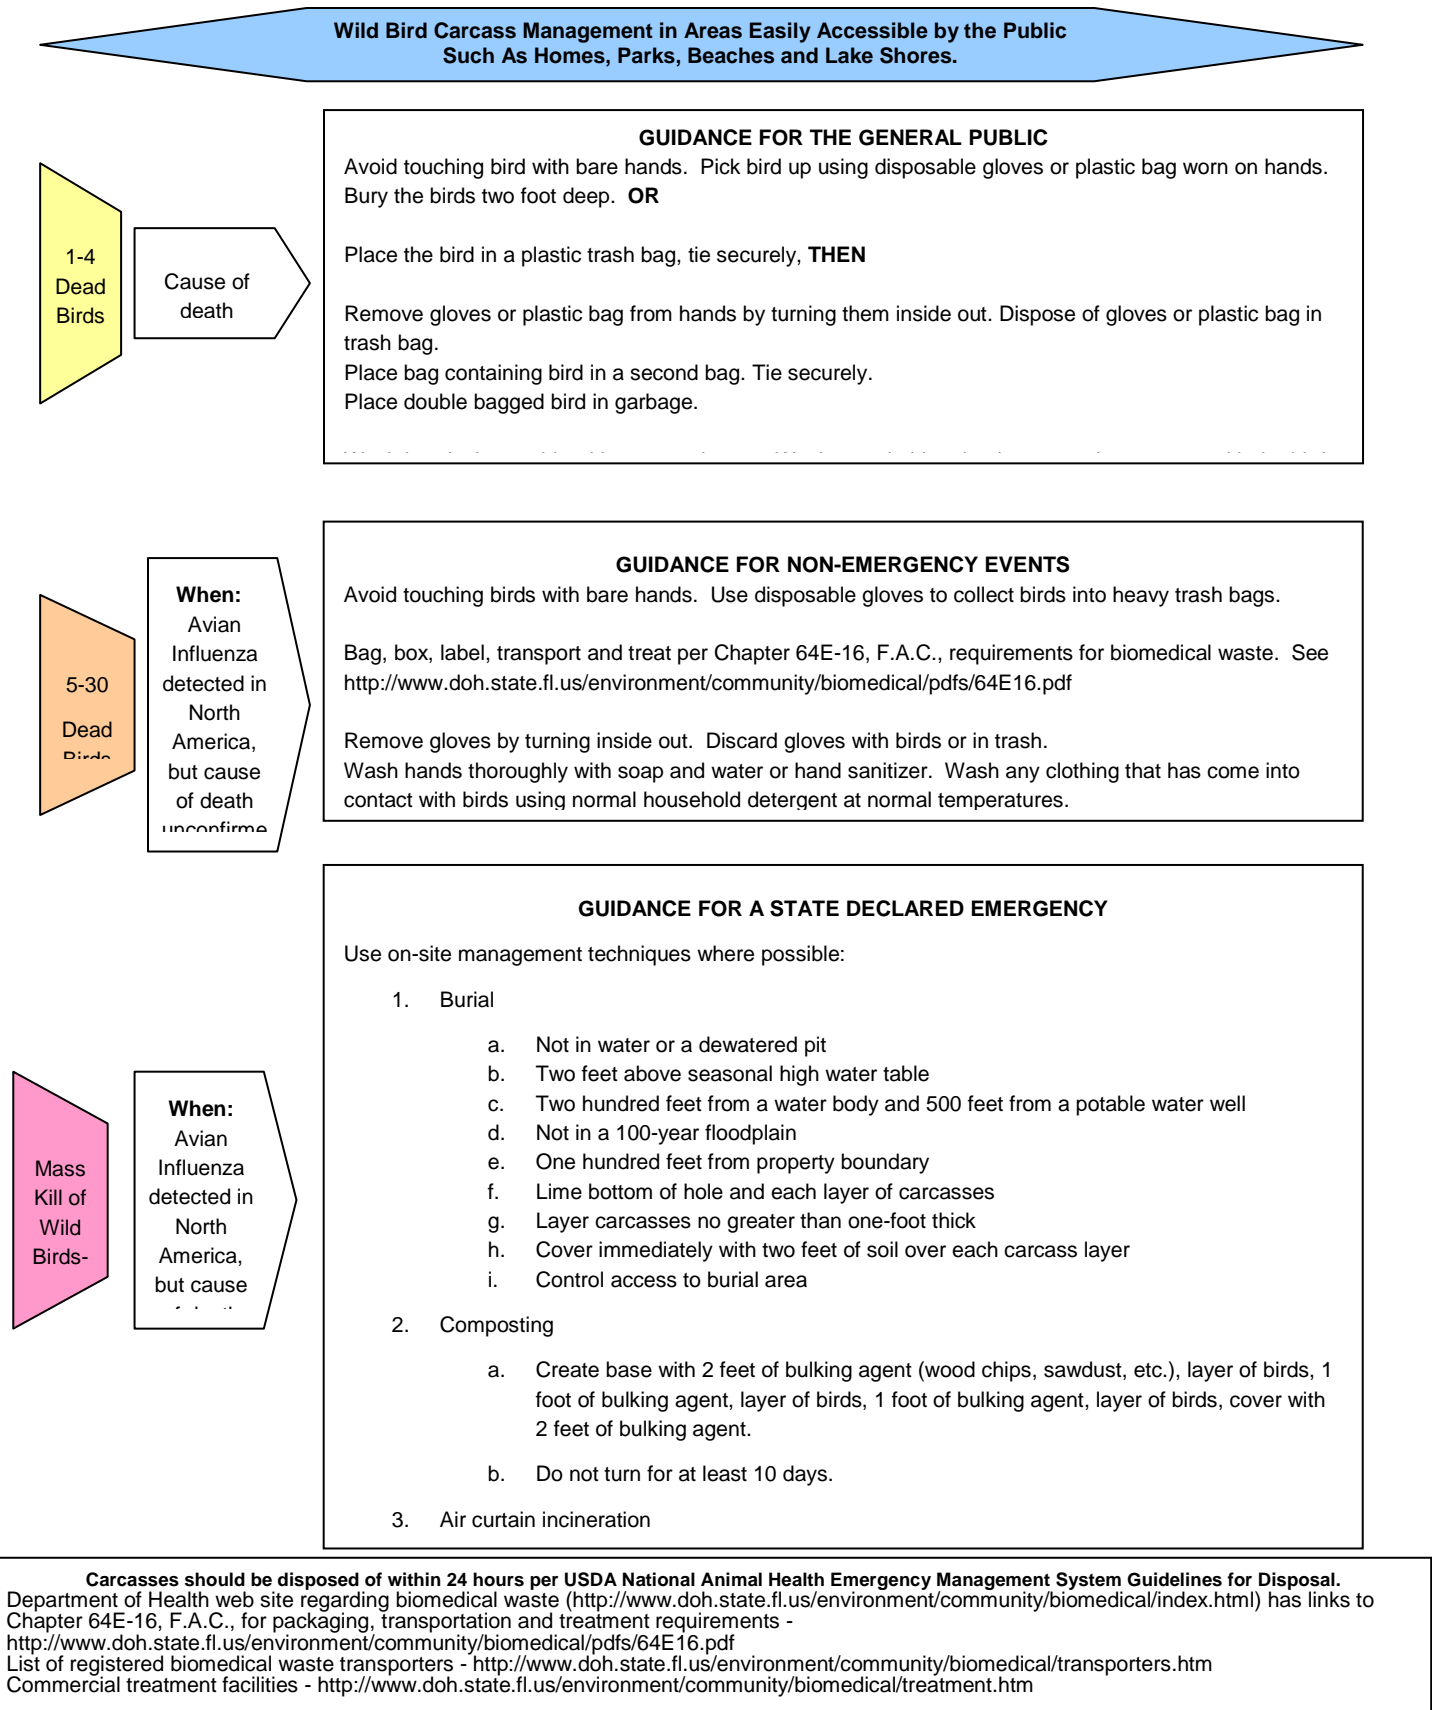 Wild Bird Carcass Management in Areas Easily Accessible by the Public
Such As Homes, Parks, Beaches and Lake Shores.
1-4
Dead
Birds
Cause of
death
GUIDANCE FOR THE GENERAL PUBLIC
Avoid touching bird with bare hands.  Pick bird up using disposable gloves or plastic bag worn on hands.
Bury the birds two foot deep.  OR
Place the bird in a plastic trash bag, tie securely, THEN
Remove gloves or plastic bag from hands by turning them inside out. Dispose of gloves or plastic bag in
trash bag.
Place bag containing bird in a second bag. Tie securely.
Place double bagged bird in garbage.
5-30
Dead
Birds
When:
Avian
Influenza
detected in
North
America,
but cause
of death
unconfirme
GUIDANCE FOR NON-EMERGENCY EVENTS
Avoid touching birds with bare hands.  Use disposable gloves to collect birds into heavy trash bags.
Bag, box, label, transport and treat per Chapter 64E-16, F.A.C., requirements for biomedical waste.  See
http://www.doh.state.fl.us/environment/community/biomedical/pdfs/64E16.pdf
Remove gloves by turning inside out.  Discard gloves with birds or in trash.
Wash hands thoroughly with soap and water or hand sanitizer.  Wash any clothing that has come into
contact with birds using normal household detergent at normal temperatures.
Mass
Kill of
Wild
Birds-
When:
Avian
Influenza
detected in
North
America,
but cause
GUIDANCE FOR A STATE DECLARED EMERGENCY
Use on-site management techniques where possible:
1. Burial
a. Not in water or a dewatered pit
b. Two feet above seasonal high water table
c. Two hundred feet from a water body and 500 feet from a potable water well
d. Not in a 100-year floodplain
e. One hundred feet from property boundary
f. Lime bottom of hole and each layer of carcasses
g. Layer carcasses no greater than one-foot thick
h. Cover immediately with two feet of soil over each carcass layer
i. Control access to burial area
2. Composting
a. Create base with 2 feet of bulking agent (wood chips, sawdust, etc.), layer of birds, 1
foot of bulking agent, layer of birds, 1 foot of bulking agent, layer of birds, cover with
2 feet of bulking agent.
b. Do not turn for at least 10 days.
3. Air curtain incineration
Carcasses should be disposed of within 24 hours per USDA National Animal Health Emergency Management System Guidelines for Disposal.
Department of Health web site regarding biomedical waste (http://www.doh.state.fl.us/environment/community/biomedical/index.html) has links to
Chapter 64E-16, F.A.C., for packaging, transportation and treatment requirements -
http://www.doh.state.fl.us/environment/community/biomedical/pdfs/64E16.pdf
List of registered biomedical waste transporters - http://www.doh.state.fl.us/environment/community/biomedical/transporters.htm
Commercial treatment facilities - http://www.doh.state.fl.us/environment/community/biomedical/treatment.htm